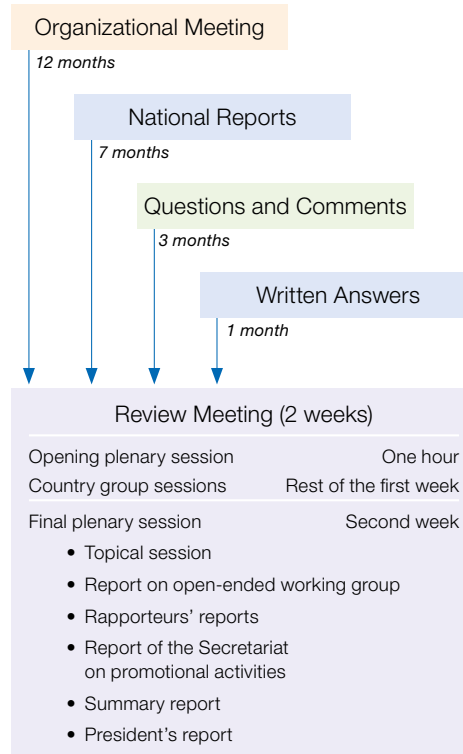 Organizational Meeting
12 months
National Reports
7 months
Questions and Comments
3 months
Written Answers
1 month
Review Meeting (2 weeks)
Opening plenary session One hour
Country group sessions Rest of the first week
Final plenary session Second week
• Topical session
• Report on open-ended working group
• Rapporteurs’ reports
• Report of the Secretariat
on promotional activities
• Summary report
• President’s report